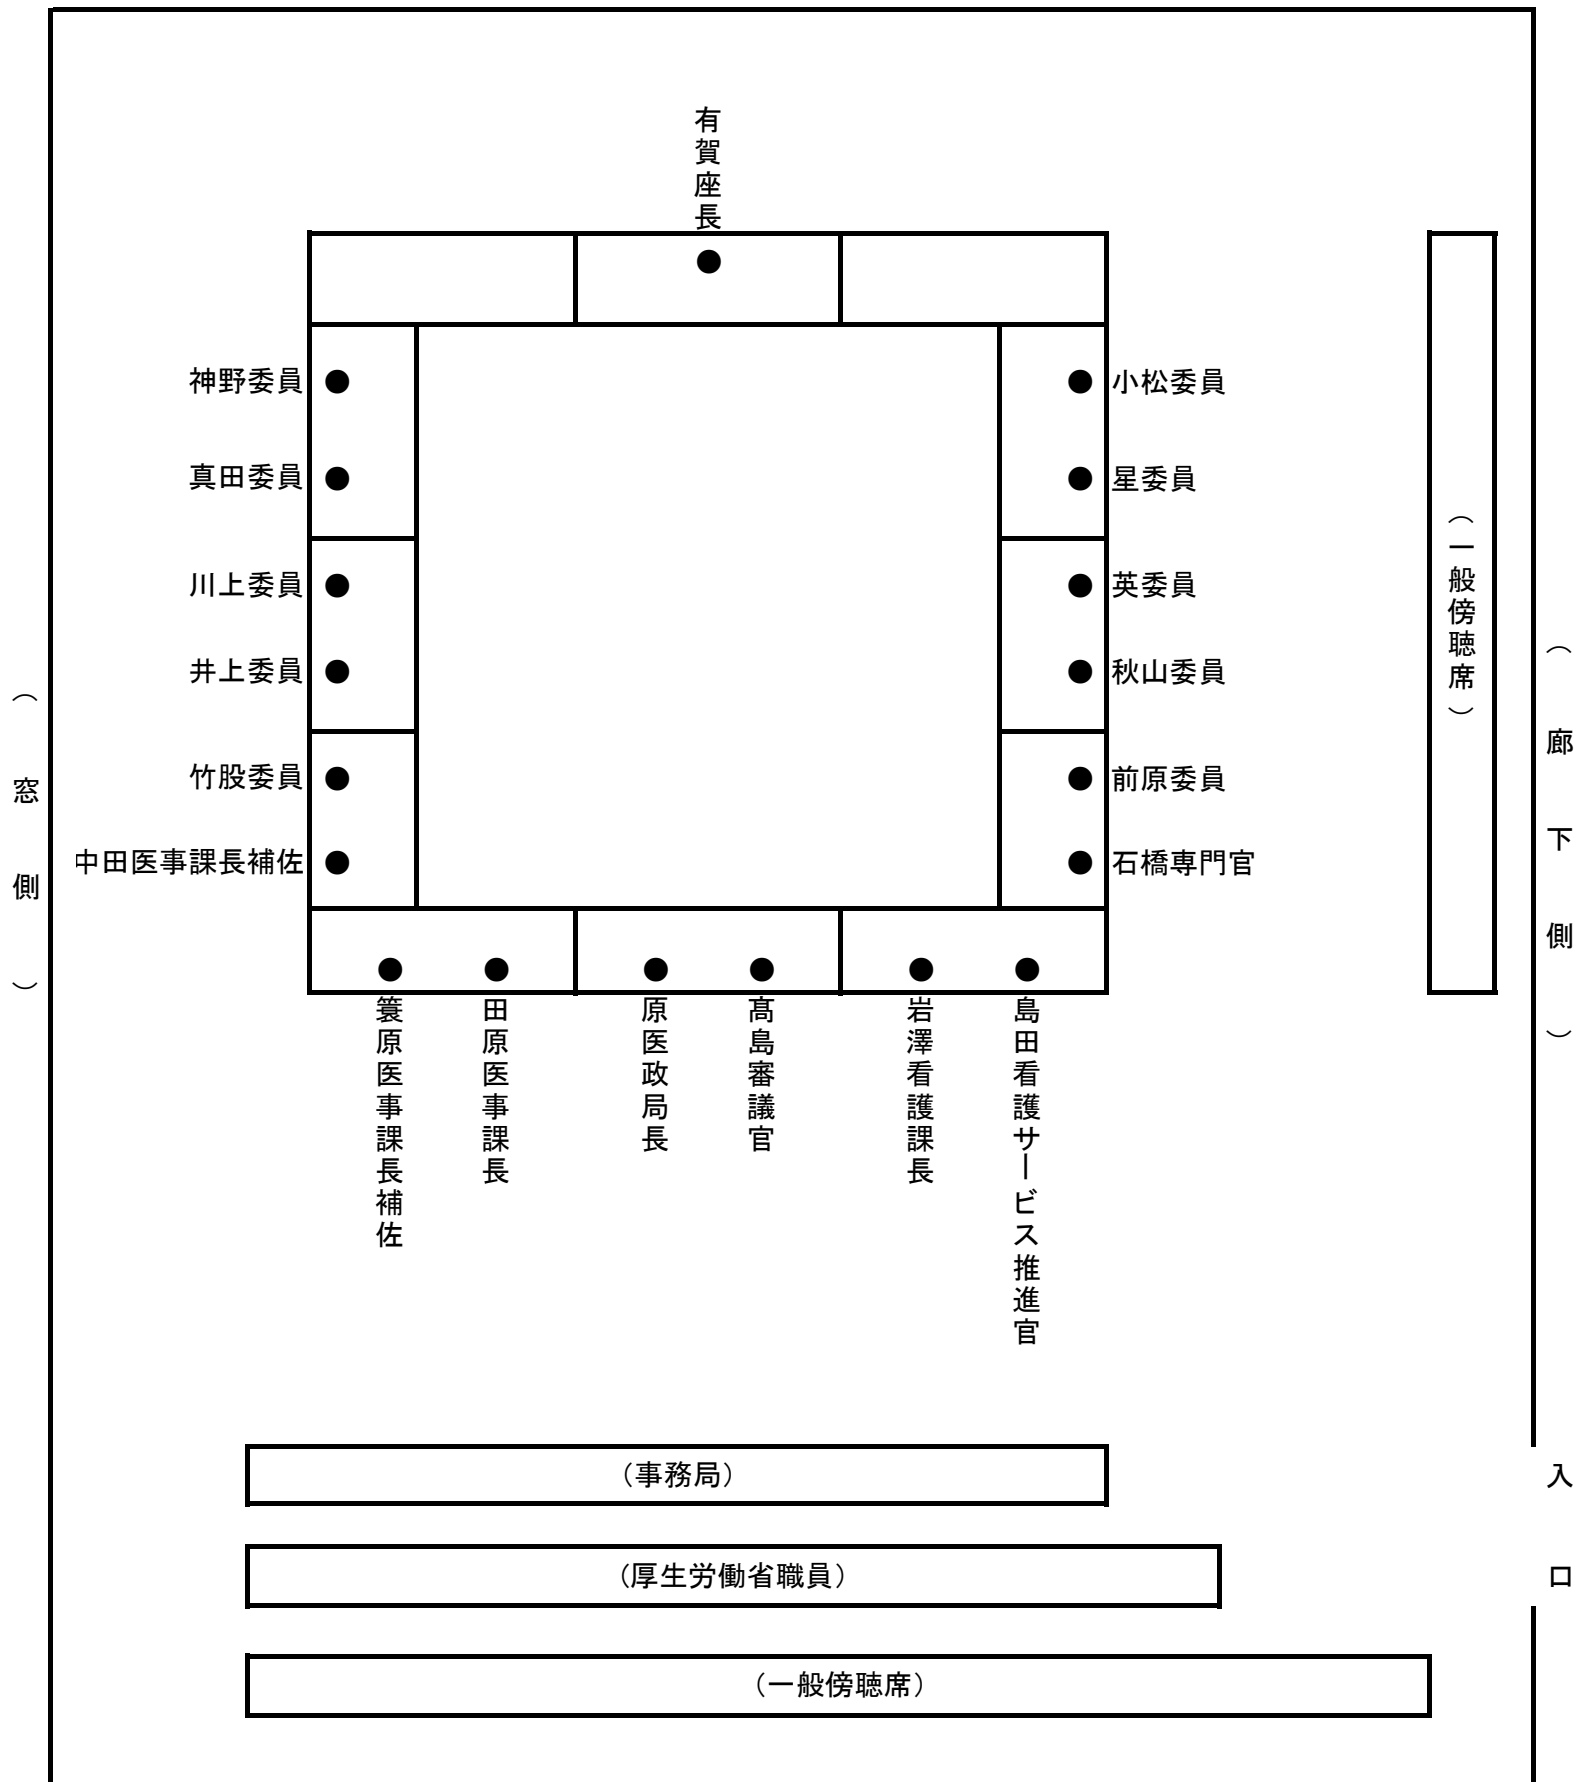 有賀座長
神野委員
小松委員
真田委員
星委員
川上委員
英委員
井上委員
秋山委員
竹股委員
前原委員
中田医事課長補佐
石橋専門官
簑原医事課長補佐
田原医事課長
原医政局長
髙島審議官
岩澤看護課長
島田看護サービス推進官
(一般傍聴席)
(窓側)
(廊下側)
入口
(事務局)
(厚生労働省職員)
(一般傍聴席)